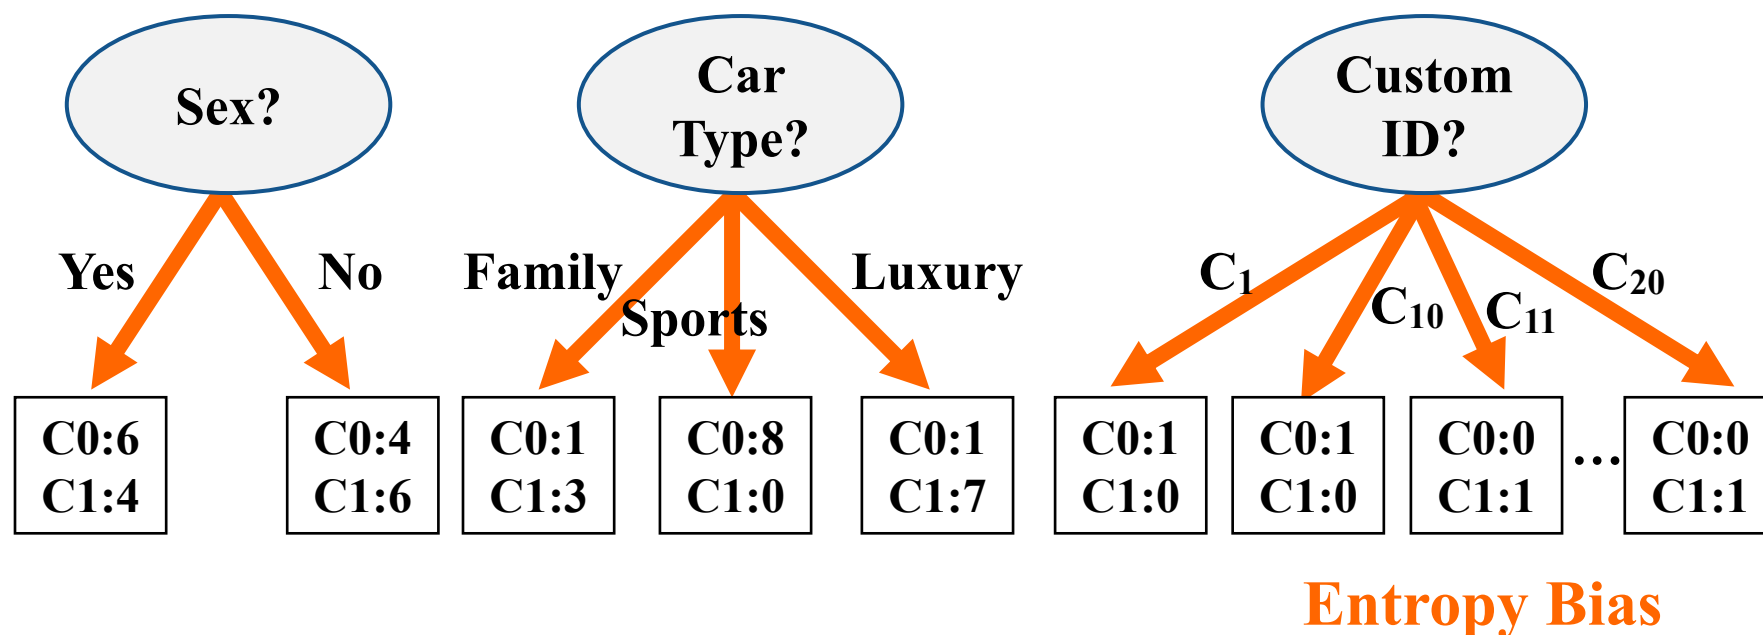 Sex?
Car
Type?
Custom
ID?
Yes
No
Family
Sports
Luxury
C₁
C₁₀
C₁₁
C₂₀
C0:6
C1:4
C0:4
C1:6
C0:1
C1:3
C0:8
C1:0
C0:1
C1:7
C0:1
C1:0
C0:1
C1:0
C0:0
C1:1
...
C0:0
C1:1
Entropy Bias